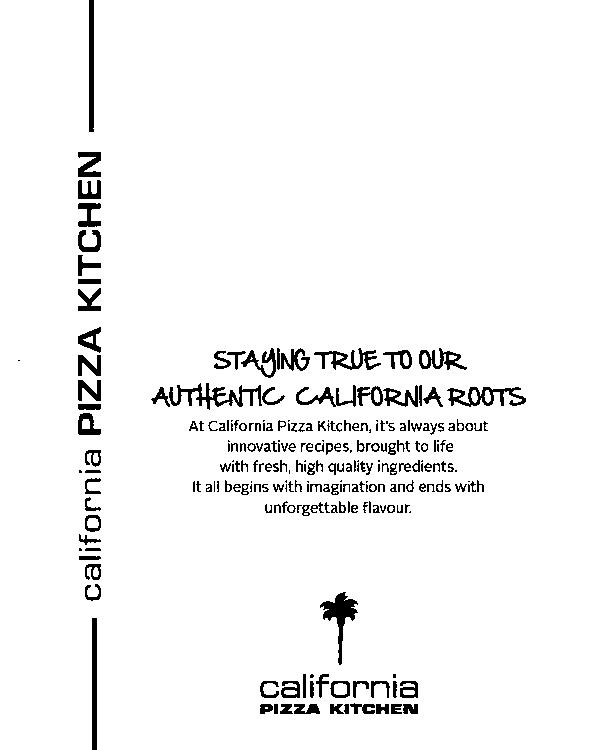 california PIZZA KITCHEN
STAYING TRUE TO OUR
AUTHENTIC CALIFORNIA ROOTS
At California Pizza Kitchen, it's always about
innovative recipes, brought to life
with fresh, high quality ingredients.
It all begins with imagination and ends with
unforgettable flavour.
california
PIZZA KITCHEN